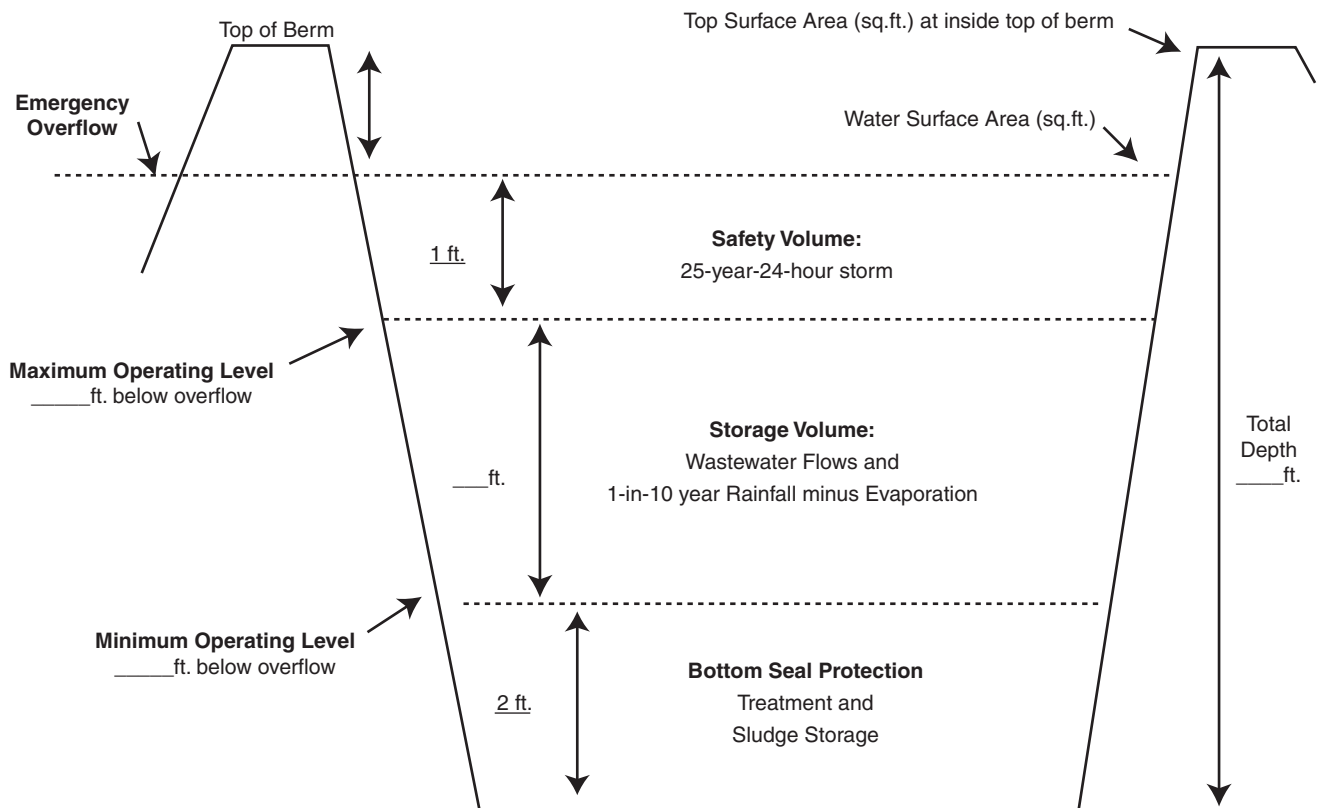 Top of Berm
Top Surface Area (sq.ft.) at inside top of berm
Emergency
Overflow
Water Surface Area (sq.ft.)
1 ft.
Safety Volume:
25-year-24-hour storm
Maximum Operating Level
_____ft. below overflow
___ft.
Storage Volume:
Wastewater Flows and
1-in-10 year Rainfall minus Evaporation
Total
Depth
____ft.
Minimum Operating Level
_____ft. below overflow
2 ft.
Bottom Seal Protection
Treatment and
Sludge Storage